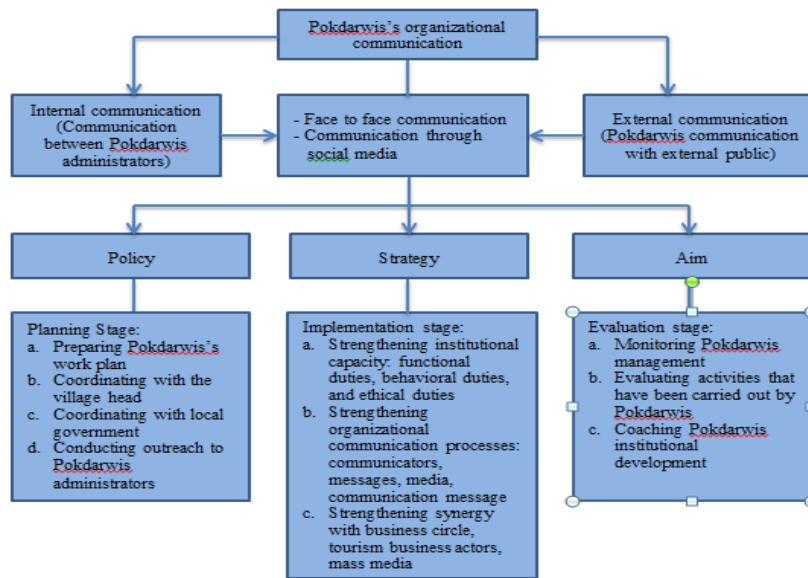 Pokdarwis's organizational
communication
Internal communication
(Communication
between Pokdarwis
administrators)
- Face to face communication
- Communication through
social media
External communication
(Pokdarwis communication
with external public)
Policy
Strategy
Aim
Planning Stage:
a. Preparing Pokdarwis's
work plan
b. Coordinating with the
village head
c. Coordinating with local
government
d. Conducting outreach to
Pokdarwis
administrators
Implementation stage:
a. Strengthening institutional
capacity: functional
duties, behavioral duties,
and ethical duties
b. Strengthening
organizational
communication processes:
communicators,
messages, media,
communication message
c. Strengthening synergy
with business circle,
tourism business actors,
mass media
Evaluation stage:
a. Monitoring Pokdarwis
management
b. Evaluating activities that
have been carried out by
Pokdarwis
c. Coaching Pokdarwis
institutional
development